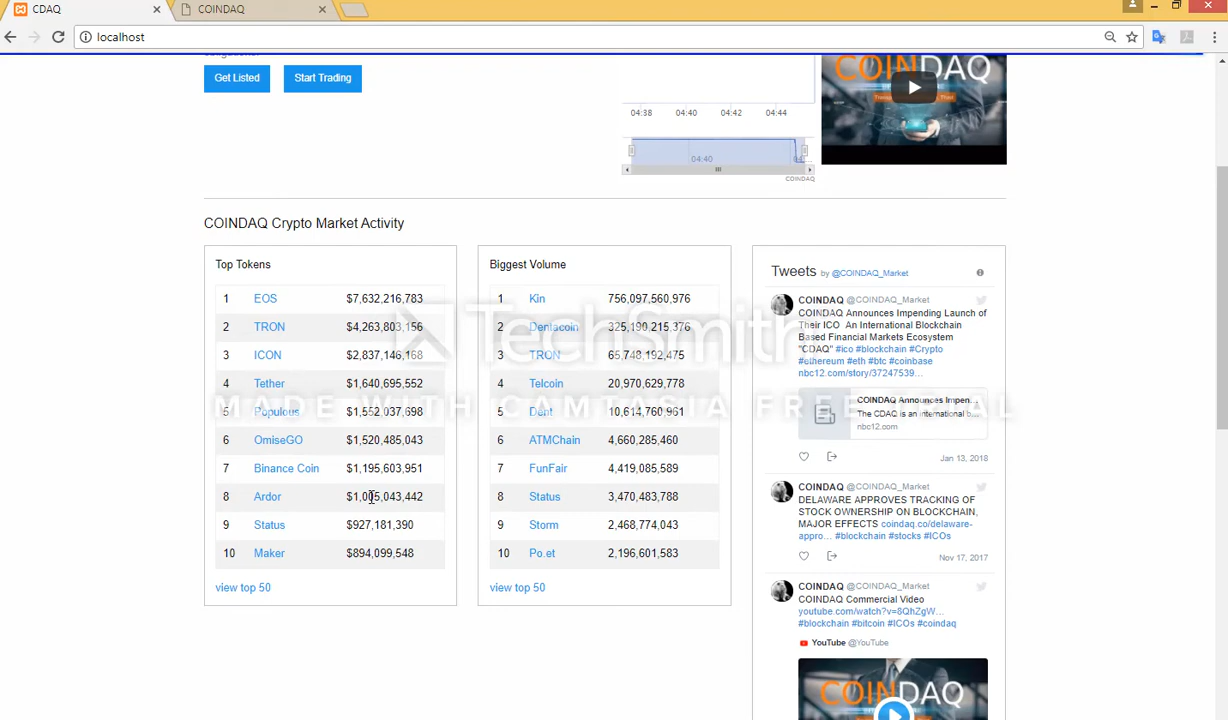 CDAQ
COINDAQ
localhost
Get Listed
Start Trading
04:38
04:40
04:42
04:44
04:40
COINDAQ
COINDAQ
COINDAQ Crypto Market Activity
Top Tokens
1 EOS $7,632,216,783
2 TRON $4,263,803,156
3 ICON $2,837,146,168
4 Tether $1,640,695,552
5 Populous $1,552,037,698
6 OmiseGO $1,520,485,043
7 Binance Coin $1,195,603,951
8 Ardor $1,005,043,442
9 Status $927,181,390
10 Maker $894,099,548
view top 50
Biggest Volume
1 Kin 756,097,560,976
2 Dentacoin 325,190,215,376
3 TRON 65,748,192,475
4 Telcoin 20,970,629,778
5 Dent 10,614,760,961
6 ATMChain 4,660,285,460
7 FunFair 4,419,085,589
8 Status 3,470,483,788
9 Storm 2,468,774,043
10 Po.et 2,196,601,583
view top 50
Tweets by @COINDAQ_Market
COINDAQ @COINDAQ_Market
COINDAQ Announces Impending Launch of
Their ICO An International Blockchain
Based Financial Markets Ecosystem
"CDAQ" #ico #blockchain #Crypto
#ethereum #eth #btc #coinbase
nbc12.com/story/37247539…
COINDAQ Announces Impen...
The CDAQ is an international b...
nbc12.com
Jan 13, 2018
COINDAQ @COINDAQ_Market
DELAWARE APPROVES TRACKING OF
STOCK OWNERSHIP ON BLOCKCHAIN,
MAJOR EFFECTS coindaq.co/delaware-
appro… #blockchain #stocks #ICOs
Nov 17, 2017
COINDAQ @COINDAQ_Market
COINDAQ Commercial Video
youtube.com/watch?v=8QhZgW…
#blockchain #bitcoin #ICOs #coindaq
YouTube @YouTube
COINDAQ
TechSmith
MADE WITH CAMTASIA FREE TRIAL